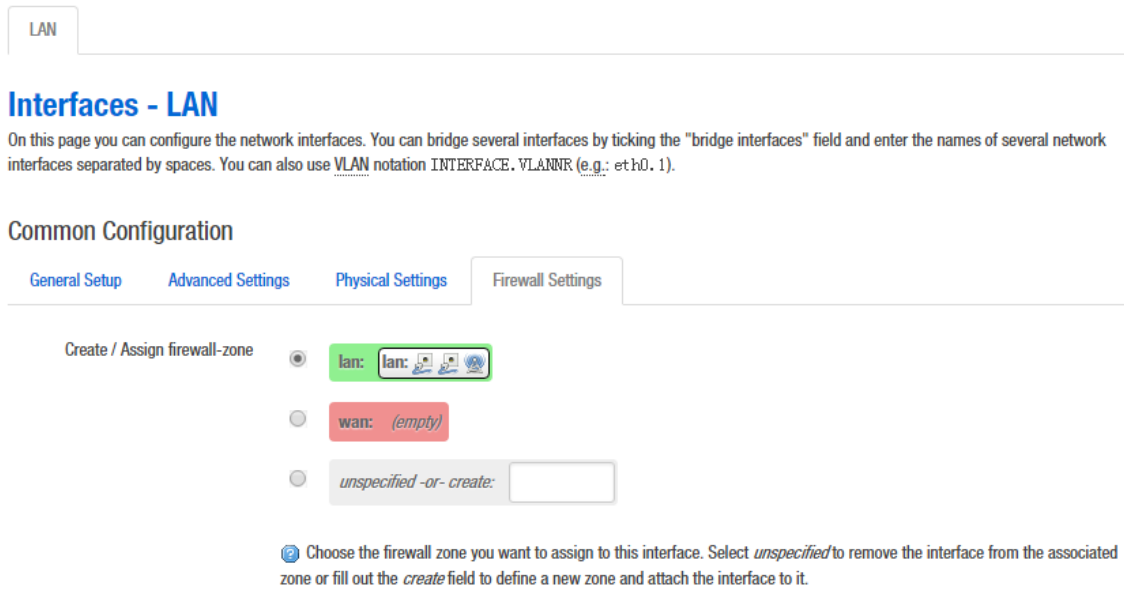 LAN
Interfaces - LAN
On this page you can configure the network interfaces. You can bridge several interfaces by ticking the "bridge interfaces" field and enter the names of several network
interfaces separated by spaces. You can also use VLAN notation INTERFACE.VLANNR (e.g.: eth0.1).
Common Configuration
General Setup Advanced Settings Physical Settings Firewall Settings
Create / Assign firewall-zone lan: lan:
wan: (empty)
unspecified -or- create:
Choose the firewall zone you want to assign to this interface. Select unspecified to remove the interface from the associated
zone or fill out the create field to define a new zone and attach the interface to it.